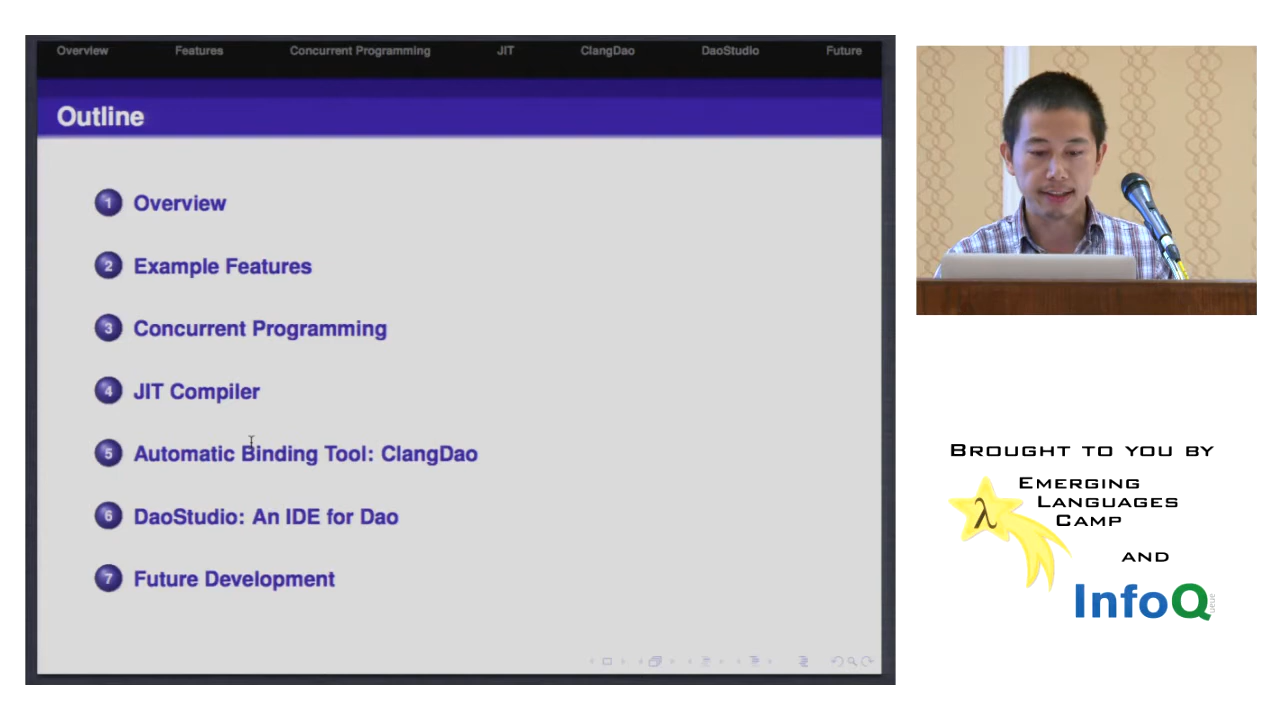 Overview Features Concurrent Programming JIT ClangDao DaoStudio Future
Outline
1 Overview
2 Example Features
3 Concurrent Programming
4 JIT Compiler
5 Automatic Binding Tool: ClangDao
6 DaoStudio: An IDE for Dao
7 Future Development
BROUGHT TO YOU BY
EMERGING
LANGUAGES
CAMP
λ
AND
InfoQ
ueue